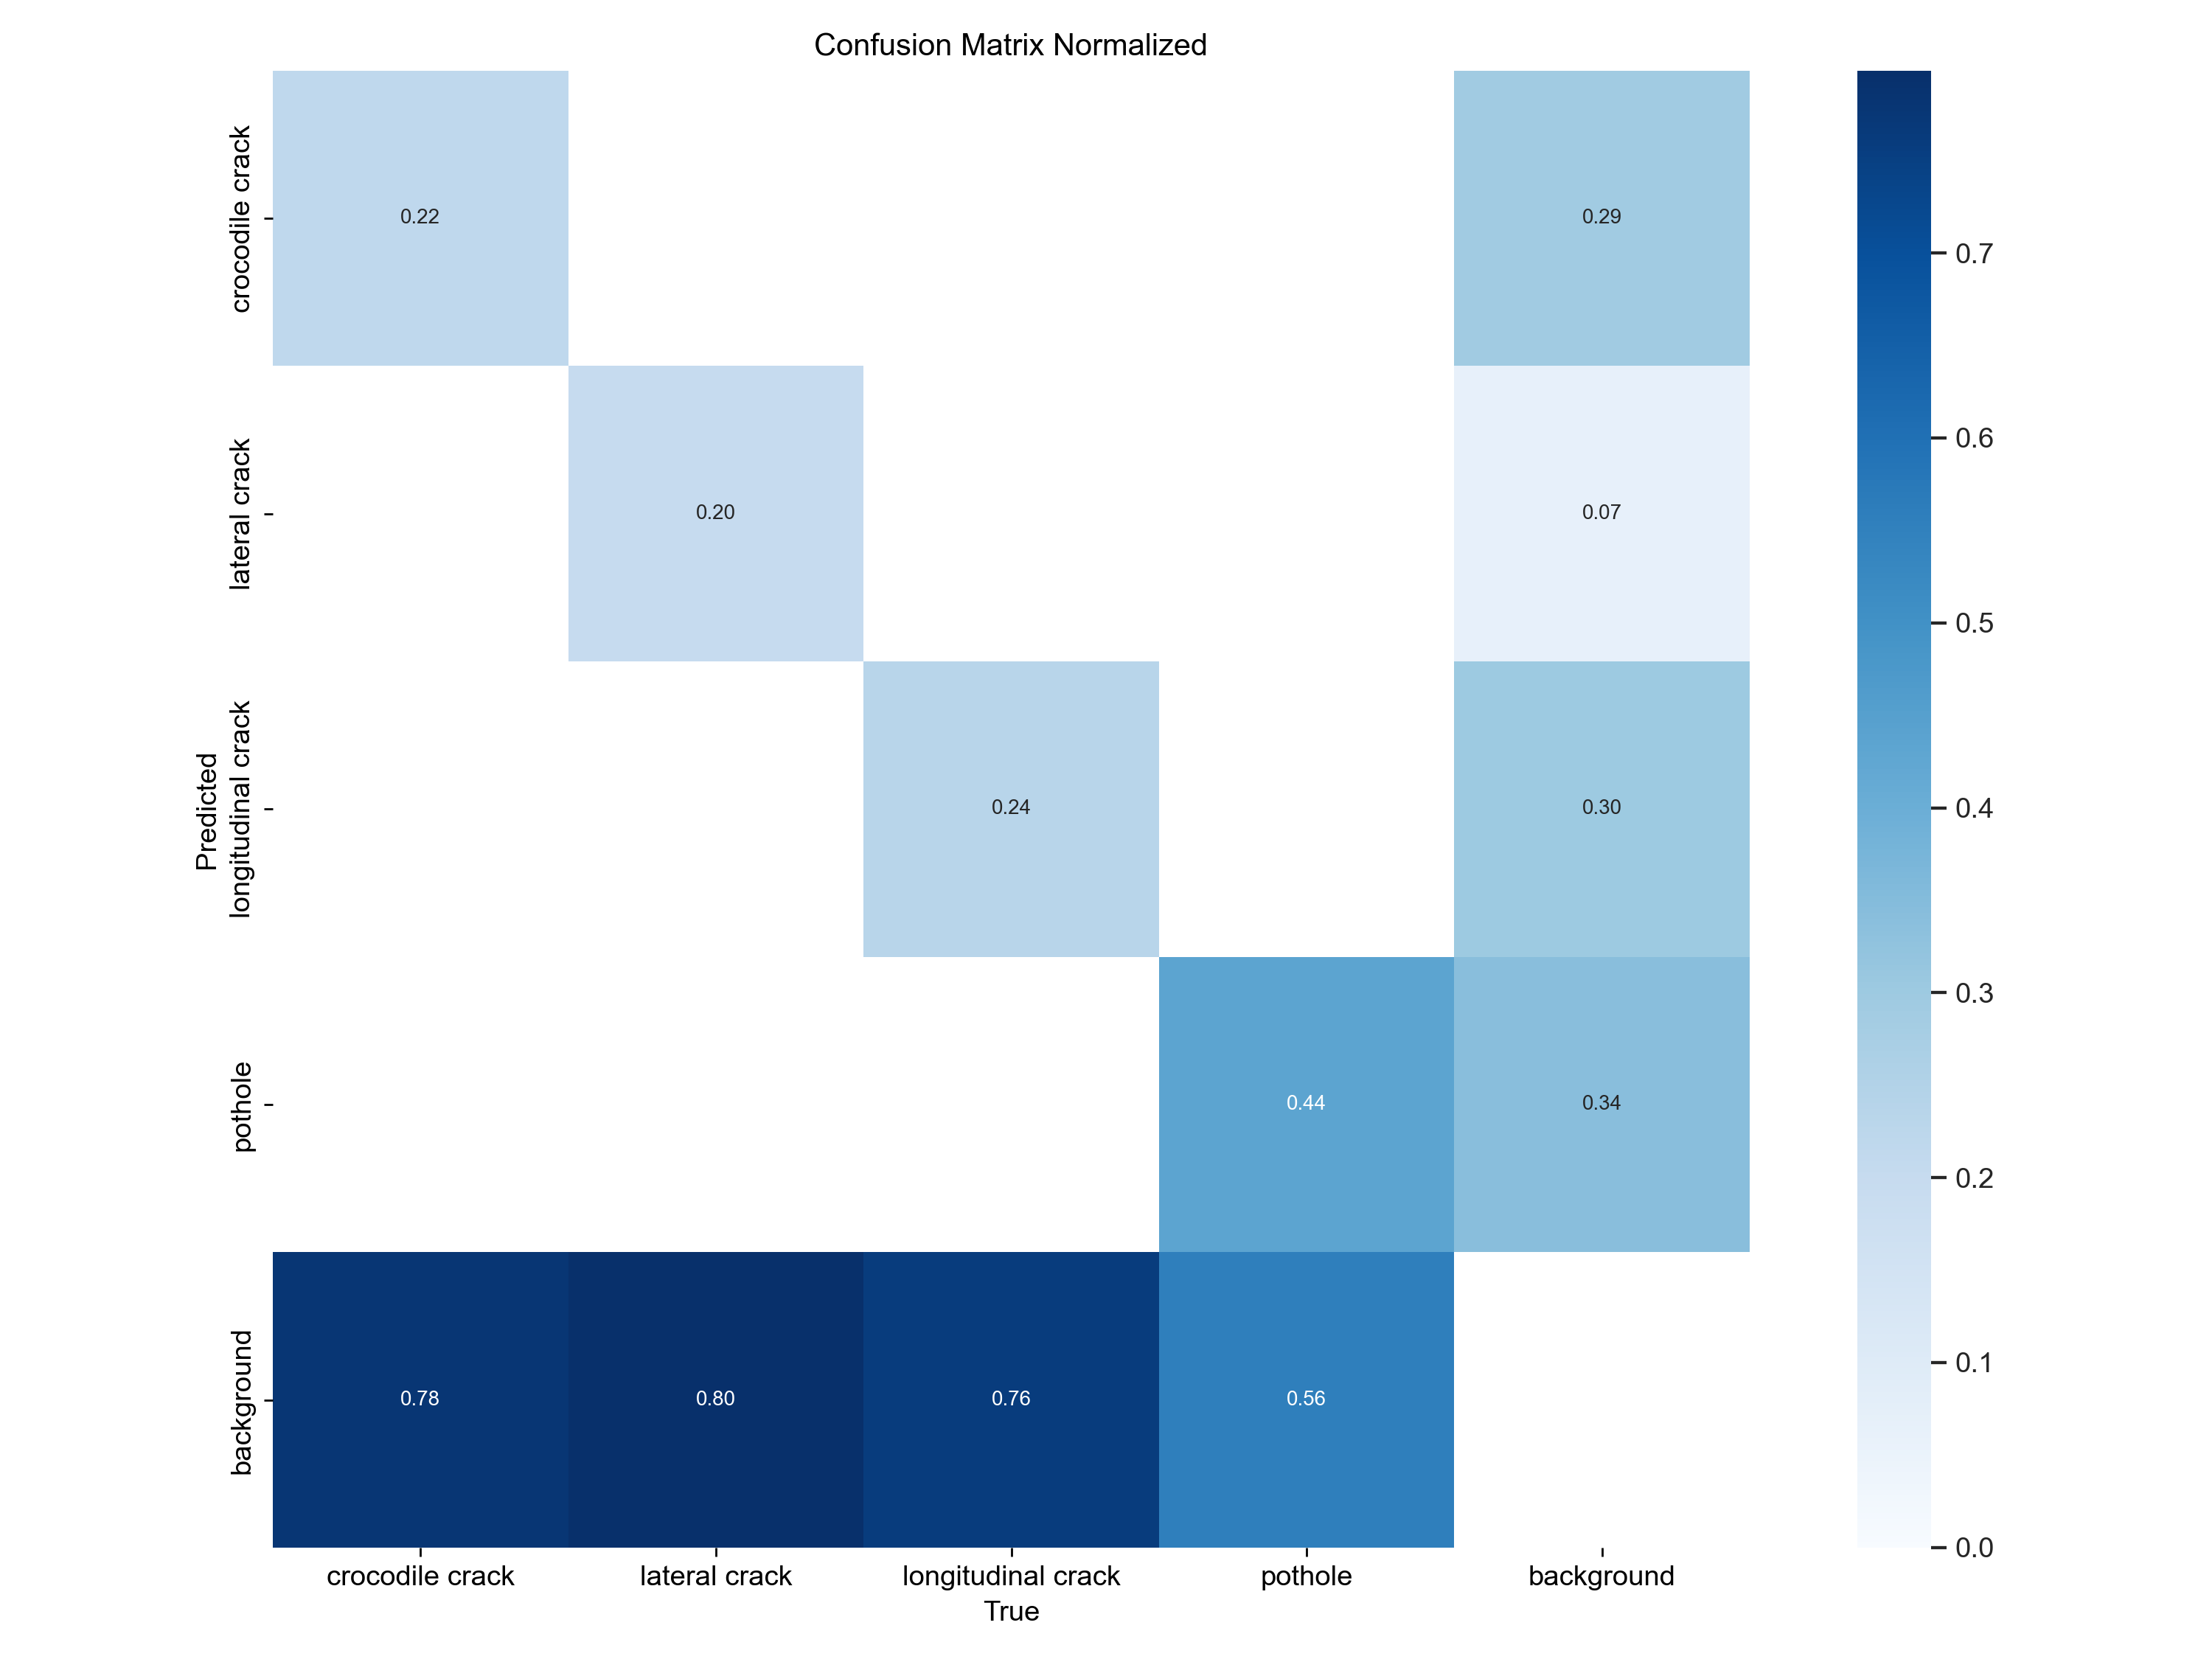 Confusion Matrix Normalized
crocodile crack
0.22
0.29
lateral crack
0.20
0.07
longitudinal crack
0.24
0.30
pothole
0.44
0.34
background
0.78
0.80
0.76
0.56
Predicted
crocodile crack
lateral crack
longitudinal crack
pothole
background
True
0.7
0.6
0.5
0.4
0.3
0.2
0.1
0.0